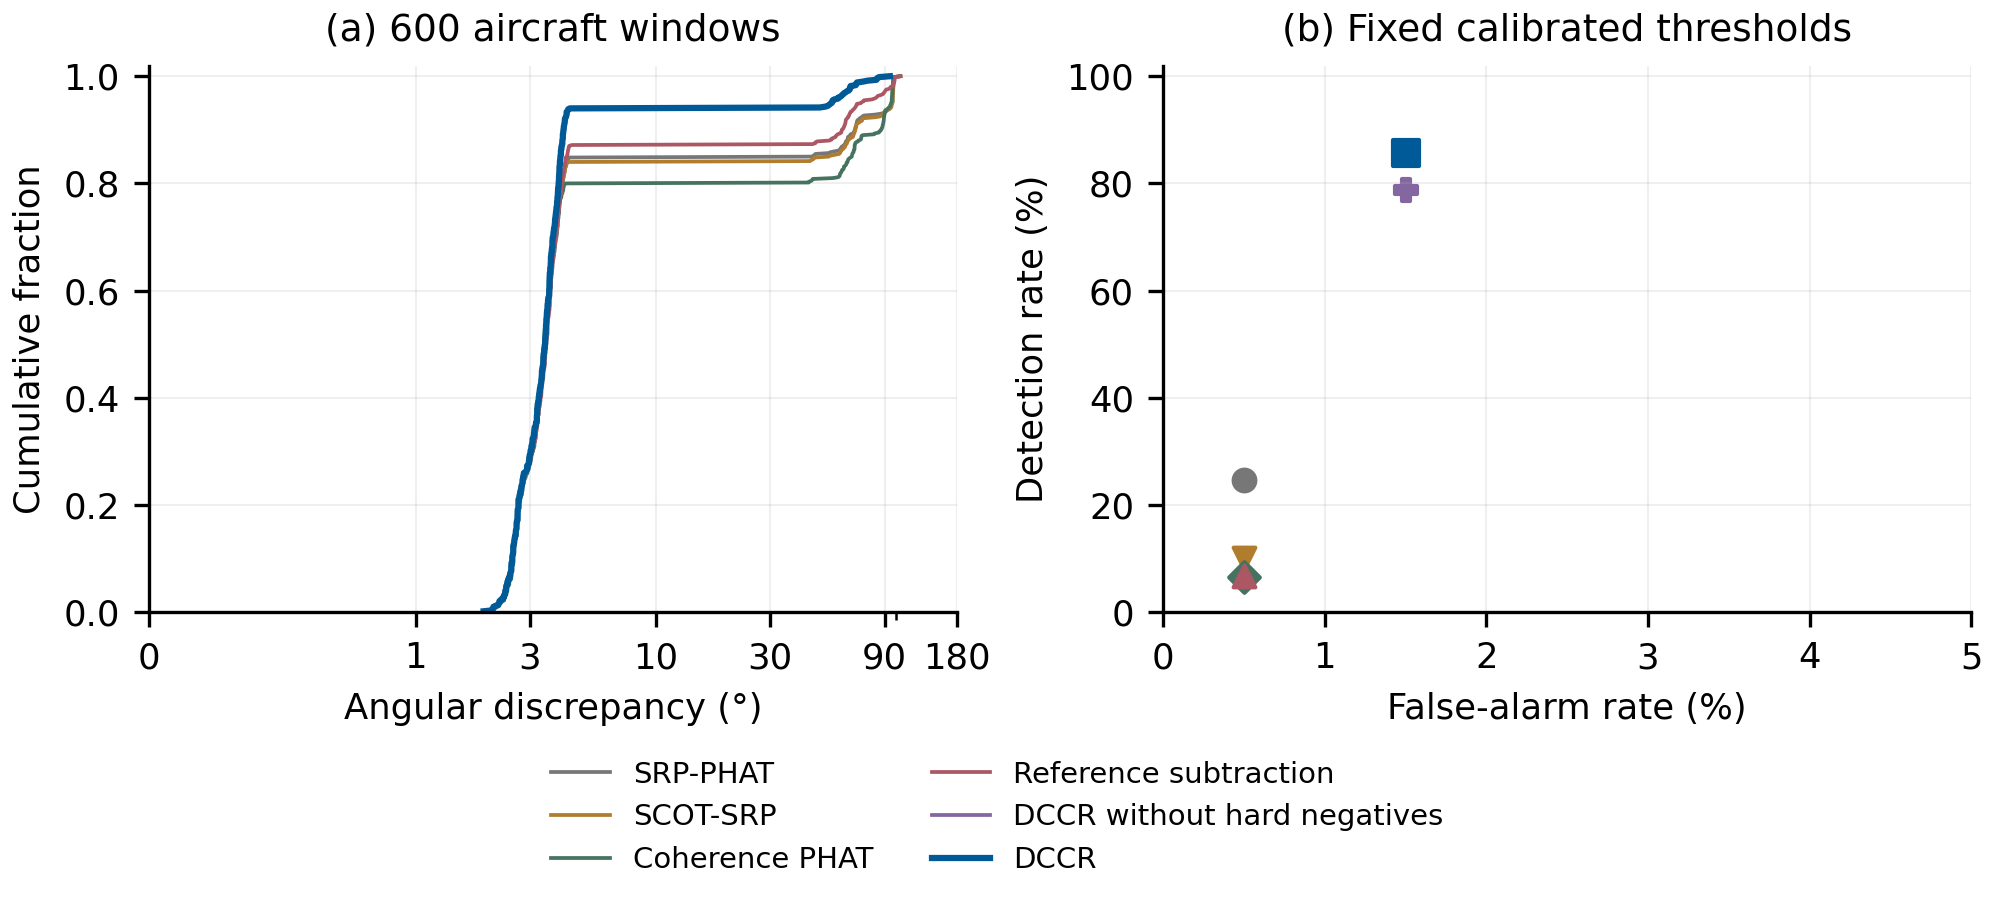 (a) 600 aircraft windows
1.0
0.8
0.6
0.4
0.2
0.0
Cumulative fraction
0 1 3 10 30 90 180
Angular discrepancy (°)
(b) Fixed calibrated thresholds
100
80
60
40
20
0
Detection rate (%)
0 1 2 3 4 5
False-alarm rate (%)
SRP-PHAT
SCOT-SRP
Coherence PHAT
Reference subtraction
DCCR without hard negatives
DCCR